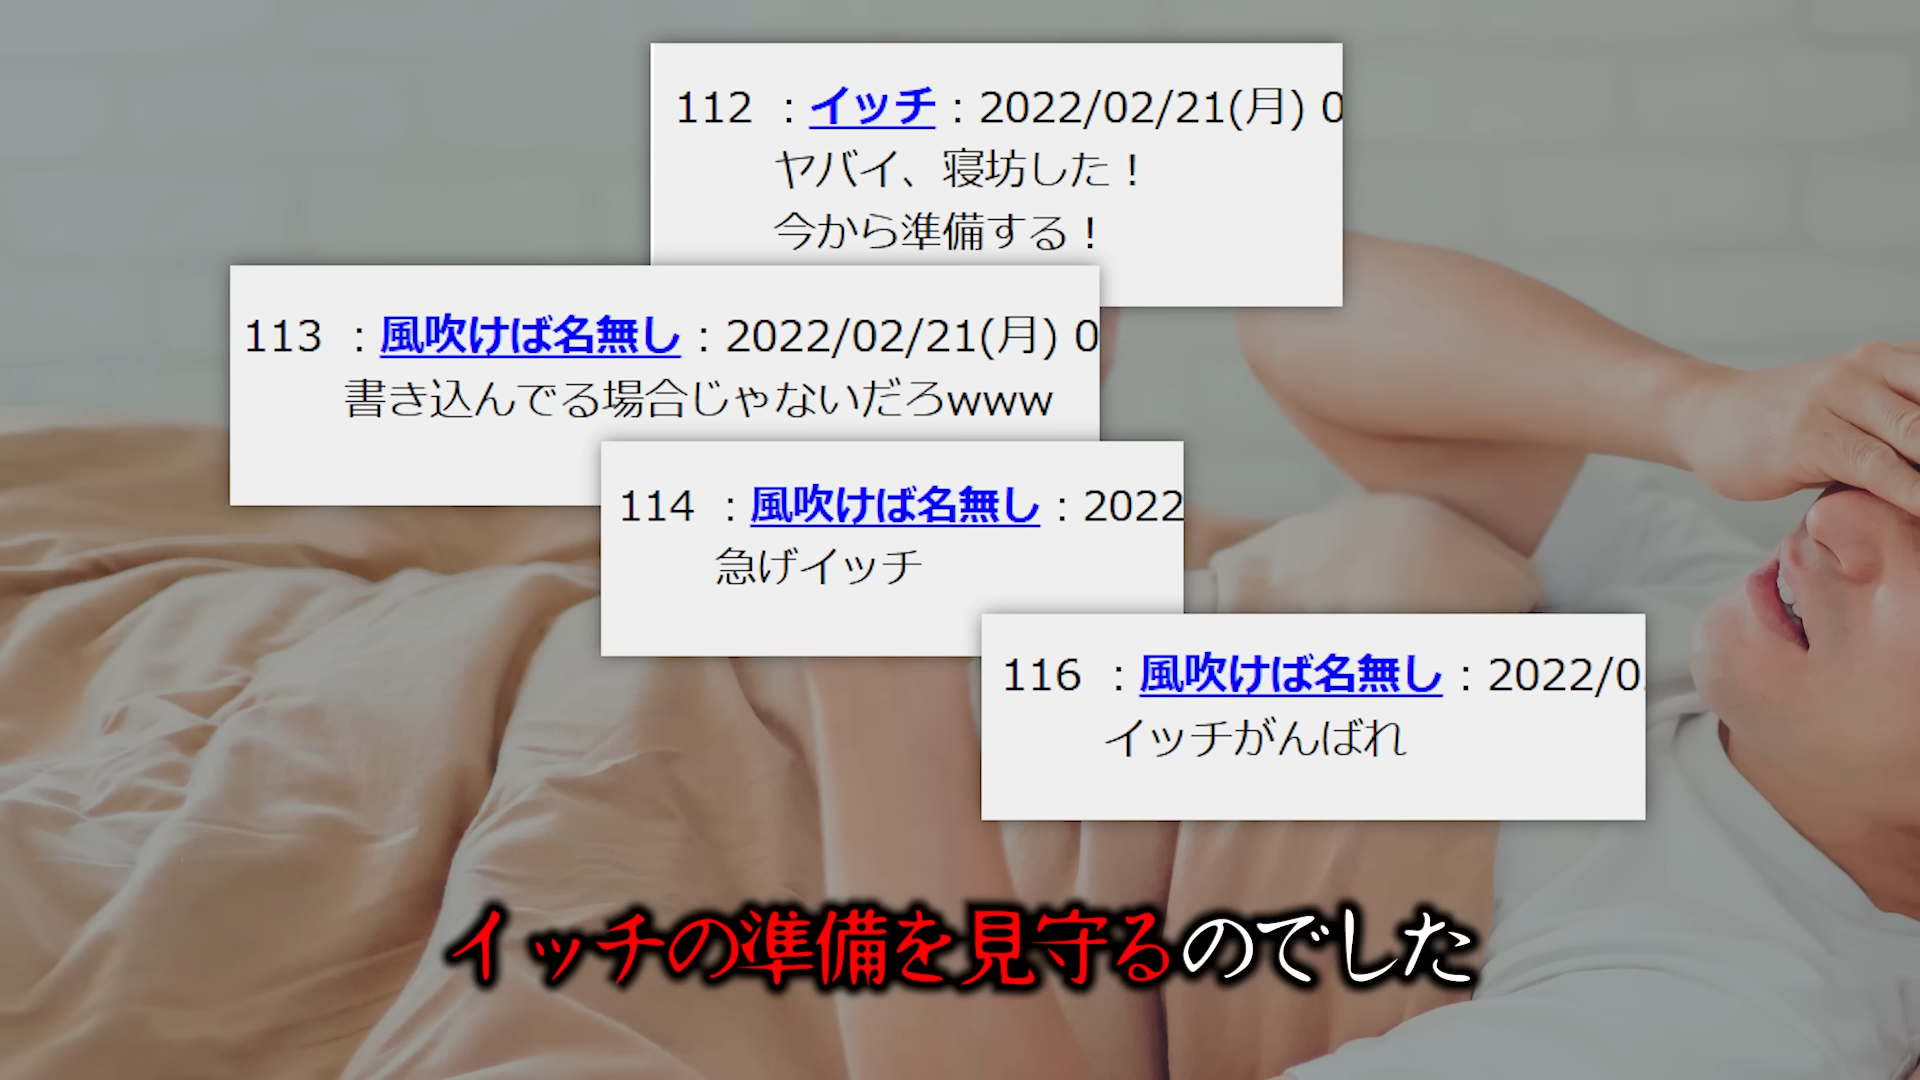 112 ：イッチ：2022/02/21(月) 0
ヤバイ、寝坊した！
今から準備する！
113 ：風吹けば名無し：2022/02/21(月) 0
書き込んでる場合じゃないだろwww
114 ：風吹けば名無し：2022
急げイッチ
116 ：風吹けば名無し：2022/0
イッチがんばれ
イッチの準備を見守るのでした